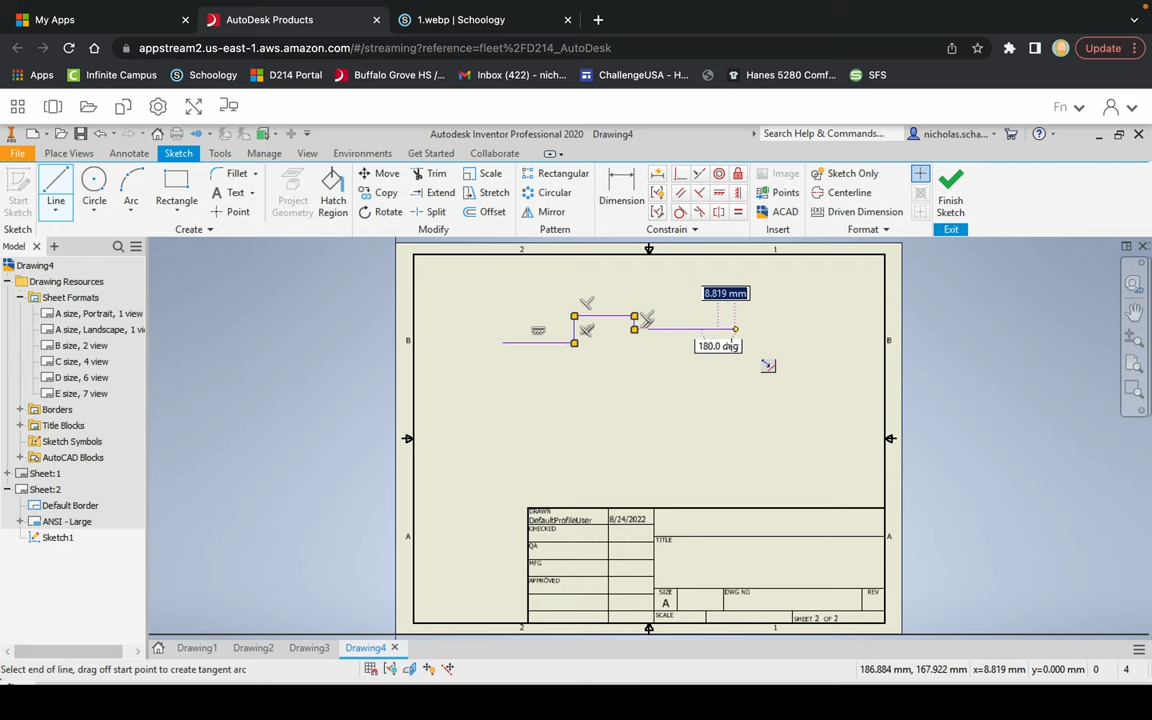 My Apps
AutoDesk Products
1.webp | Schoology
appstream2.us-east-1.aws.amazon.com/#/streaming?reference=fleet%2FD214_AutoDesk
Update
Apps
Infinite Campus
Schoology
D214 Portal
Buffalo Grove HS /...
Inbox (422) - nich...
ChallengeUSA - H...
Hanes 5280 Comf...
SFS
Fn
Autodesk Inventor Professional 2020 Drawing4
Search Help & Commands...
nicholas.scha...
File
Place Views
Annotate
Sketch
Tools
Manage
View
Environments
Get Started
Collaborate
Start Sketch
Line
Circle
Arc
Rectangle
Fillet
Text
Point
Project Geometry
Hatch Region
Move
Copy
Rotate
Trim
Extend
Split
Scale
Stretch
Offset
Rectangular
Circular
Mirror
Dimension
Image
Points
ACAD
Sketch Only
Centerline
Driven Dimension
Finish Sketch
Sketch
Create
Modify
Pattern
Constrain
Insert
Format
Exit
Model
Drawing4
Drawing Resources
Sheet Formats
A size, Portrait, 1 view
A size, Landscape, 1 vi
B size, 2 view
C size, 4 view
D size, 6 view
E size, 7 view
Borders
Title Blocks
Sketch Symbols
AutoCAD Blocks
Sheet:1
Sheet:2
Default Border
ANSI - Large
Sketch1
2
1
B
B
8.819 mm
180.0 deg
A
A
DRAWN
DefaultProfileUser
8/24/2022
CHECKED
QA
MFG
APPROVED
TITLE
SIZE
A
DWG NO
REV
SCALE
SHEET 2 OF 2
2
1
Drawing1
Drawing2
Drawing3
Drawing4
Select end of line, drag off start point to create tangent arc
186.884 mm, 167.922 mm
x=8.819 mm
y=0.000 mm
0
4